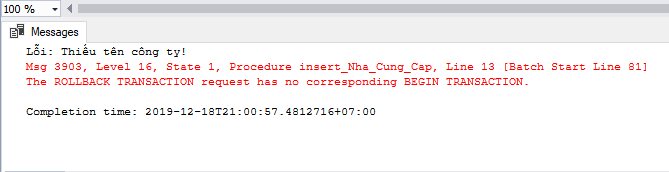 100 %
Messages
Lỗi: Thiếu tên công ty!
Msg 3903, Level 16, State 1, Procedure insert_Nha_Cung_Cap, Line 13 [Batch Start Line 81]
The ROLLBACK TRANSACTION request has no corresponding BEGIN TRANSACTION.
Completion time: 2019-12-18T21:00:57.4812716+07:00